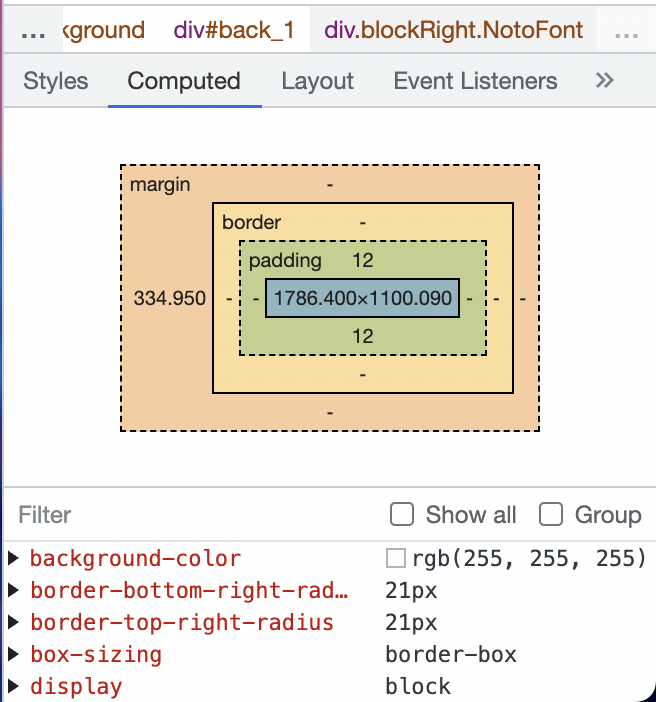 ... kground div#back_1 div.blockRight.NotoFont ...
Styles Computed Layout Event Listeners »
margin -
border -
padding 12
334.950 - - 1786.400×1100.090 - - -
12
-
-
Filter Show all Group
background-color rgb(255, 255, 255)
border-bottom-right-rad… 21px
border-top-right-radius 21px
box-sizing border-box
display block